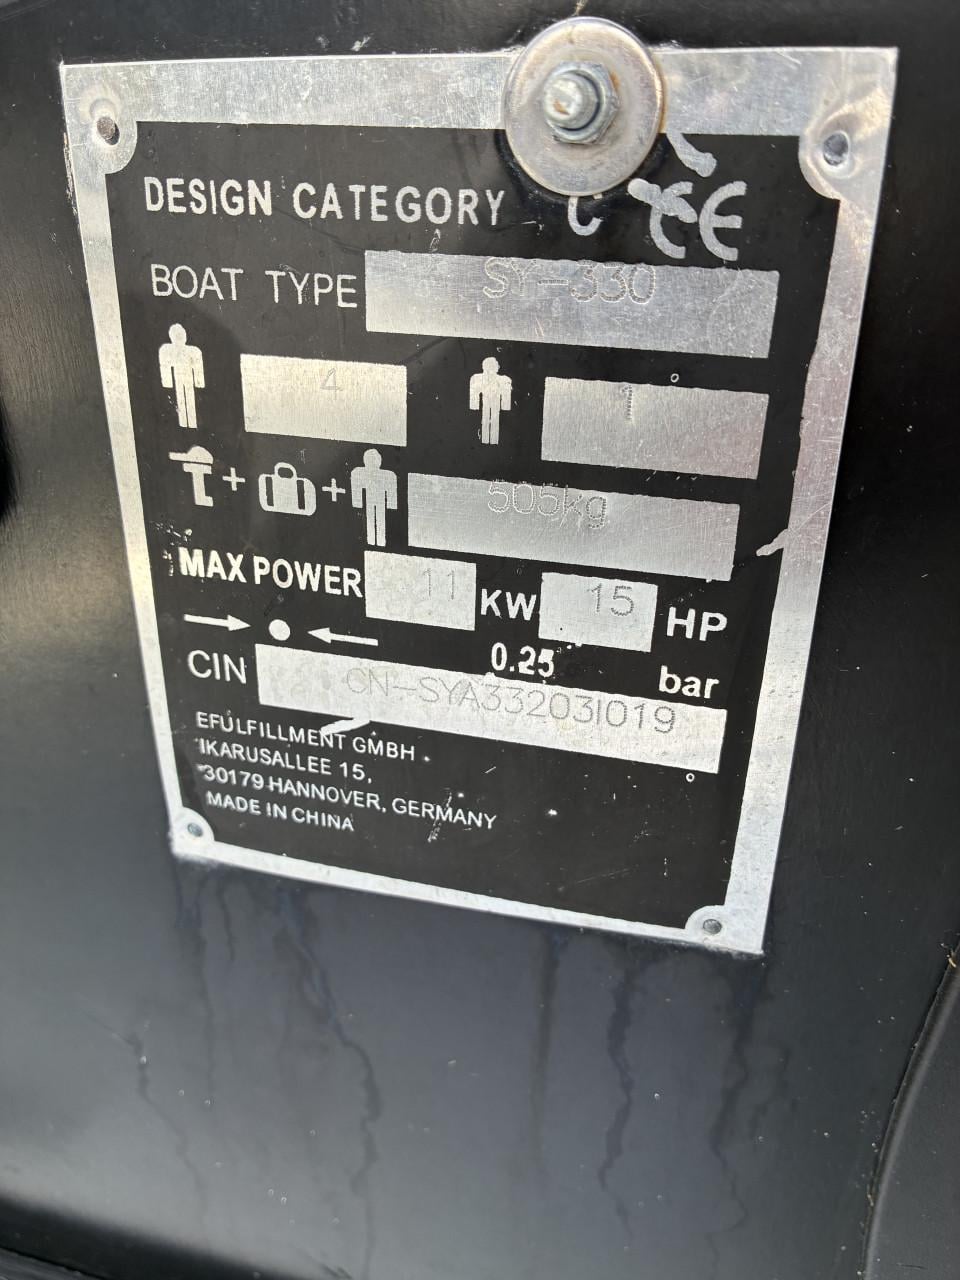 DESIGN CATEGORY C CE
BOAT TYPE SY-330
4 1
+ + 505kg
MAX POWER 11 KW 15 HP
0.25 bar
CIN CN-SYA33203I019
EFULFILLMENT GMBH
IKARUSALLEE 15,
30179 HANNOVER, GERMANY
MADE IN CHINA